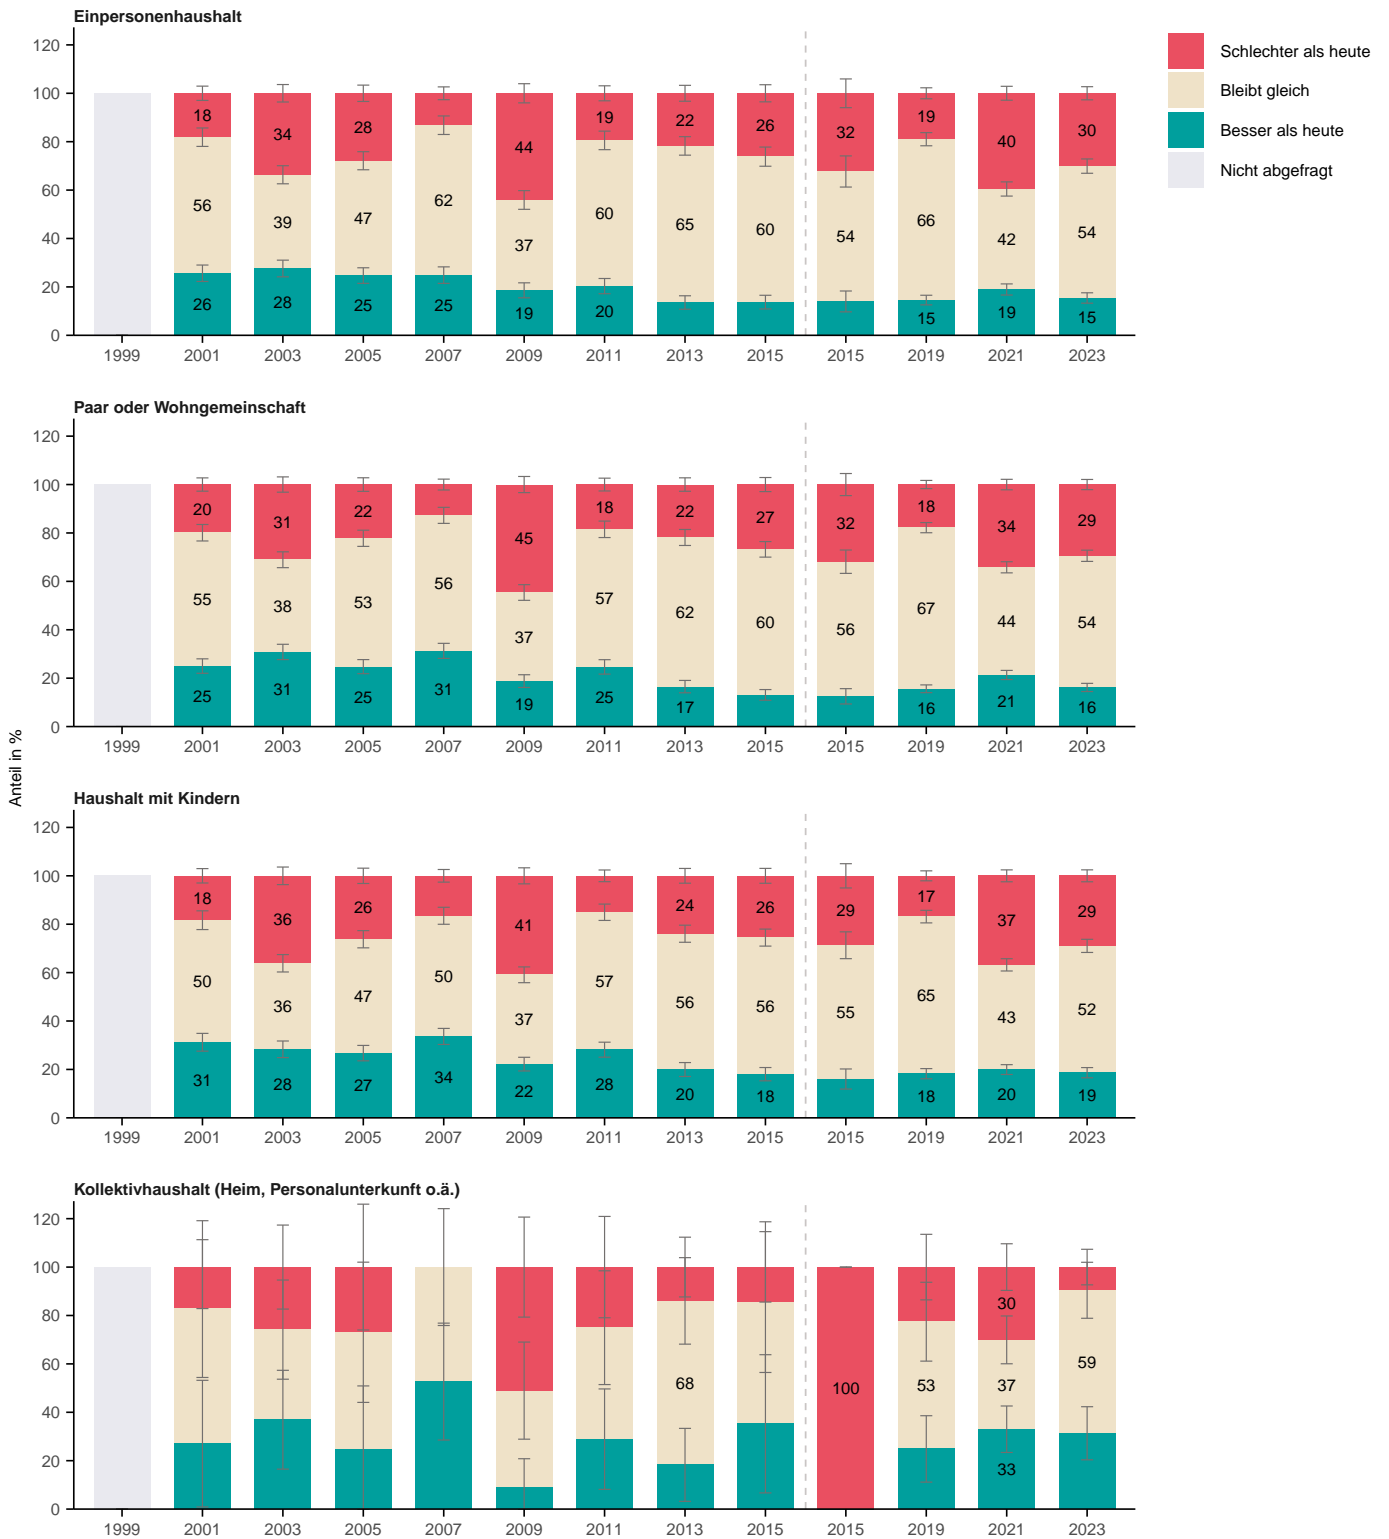 Einpersonenhaushalt
Schlechter als heute
Bleibt gleich
Besser als heute
Nicht abgefragt
120
100
80
60
40
20
0
18 34 28 44 19 22 26 32 19 40 30
56 39 47 62 37 60 65 60 54 66 42 54
26 28 25 25 19 20 15 19 15
1999 2001 2003 2005 2007 2009 2011 2013 2015 2015 2019 2021 2023
Paar oder Wohngemeinschaft
120
100
80
60
40
20
0
20 31 22 45 18 22 27 32 18 34 29
55 38 53 56 37 57 62 60 56 67 44 54
25 31 25 31 19 25 17 16 21 16
1999 2001 2003 2005 2007 2009 2011 2013 2015 2015 2019 2021 2023
Anteil in %
Haushalt mit Kindern
120
100
80
60
40
20
0
18 36 26 41 24 26 29 17 37 29
50 36 47 50 37 57 56 56 55 65 43 52
31 28 27 34 22 28 20 18 18 20 19
1999 2001 2003 2005 2007 2009 2011 2013 2015 2015 2019 2021 2023
Kollektivhaushalt (Heim, Personalunterkunft o.ä.)
120
100
80
60
40
20
0
100 30
68 53 37 59
33
1999 2001 2003 2005 2007 2009 2011 2013 2015 2015 2019 2021 2023